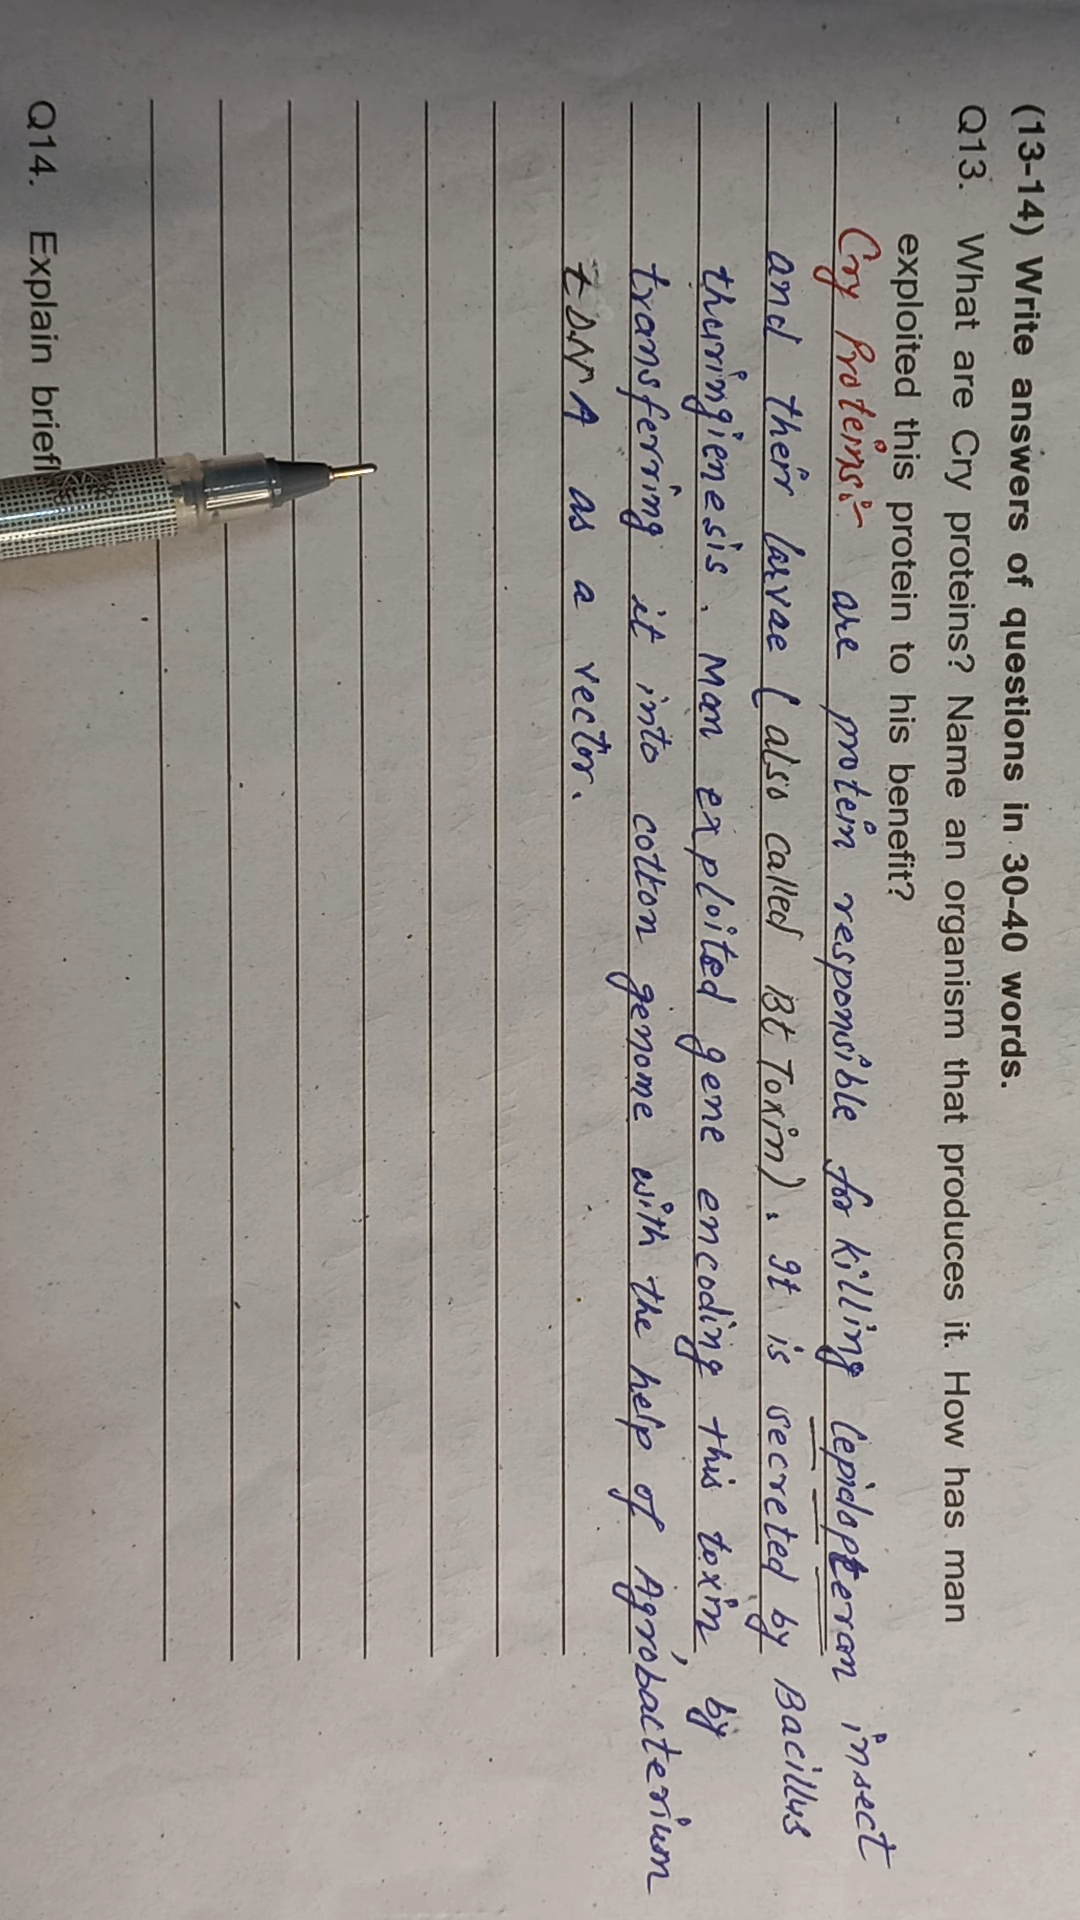 (13-14) Write answers of questions in 30-40 words.
Q13. What are Cry proteins? Name an organism that produces it. How has man
exploited this protein to his benefit?
Cry Proteins:- are protein responsible for killing lepidopteran insect
and their larvae (also called Bt Toxin). It is secreted by Bacillus
thuringienesis. Man exploited gene encoding this toxin, by
transferring it into cotton genome with the help of Agrobacterium
tDNA as a vector.
Q14. Explain briefl